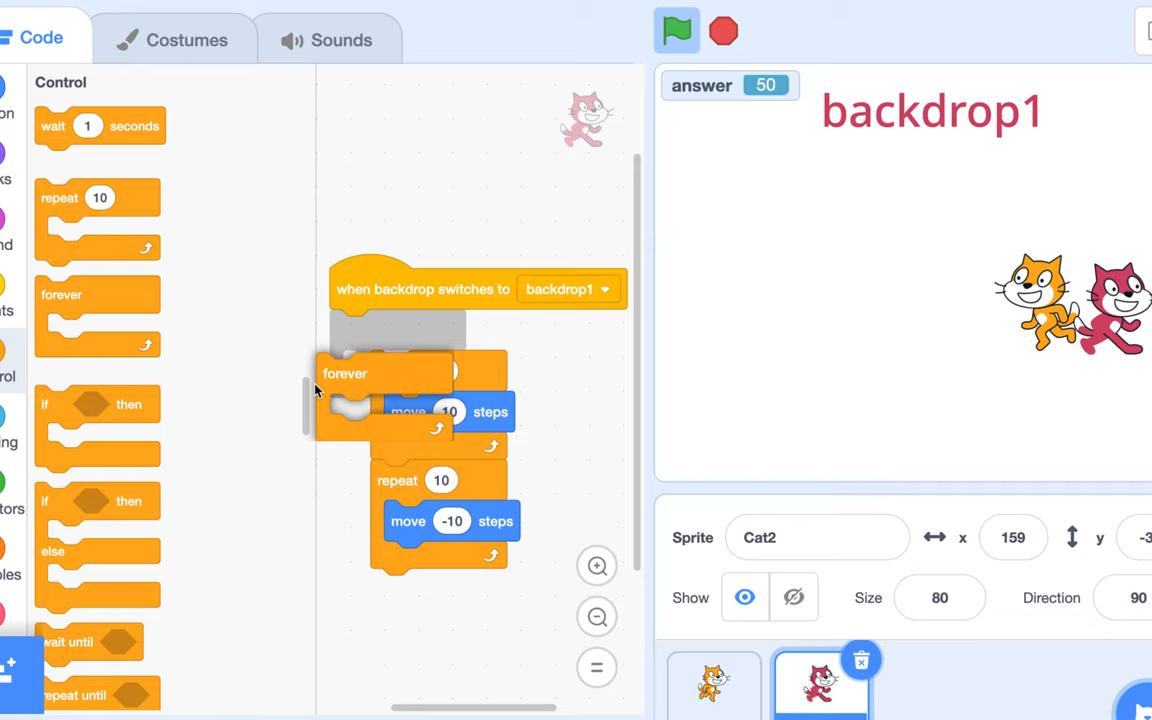 Code
Costumes
Sounds
Control
wait 1 seconds
repeat 10
forever
if then
if then
else
wait until
repeat until
when backdrop switches to backdrop1
forever
move 10 steps
repeat 10
move -10 steps
answer 50
backdrop1
Sprite Cat2 x 159 y -3
Show Size 80 Direction 90